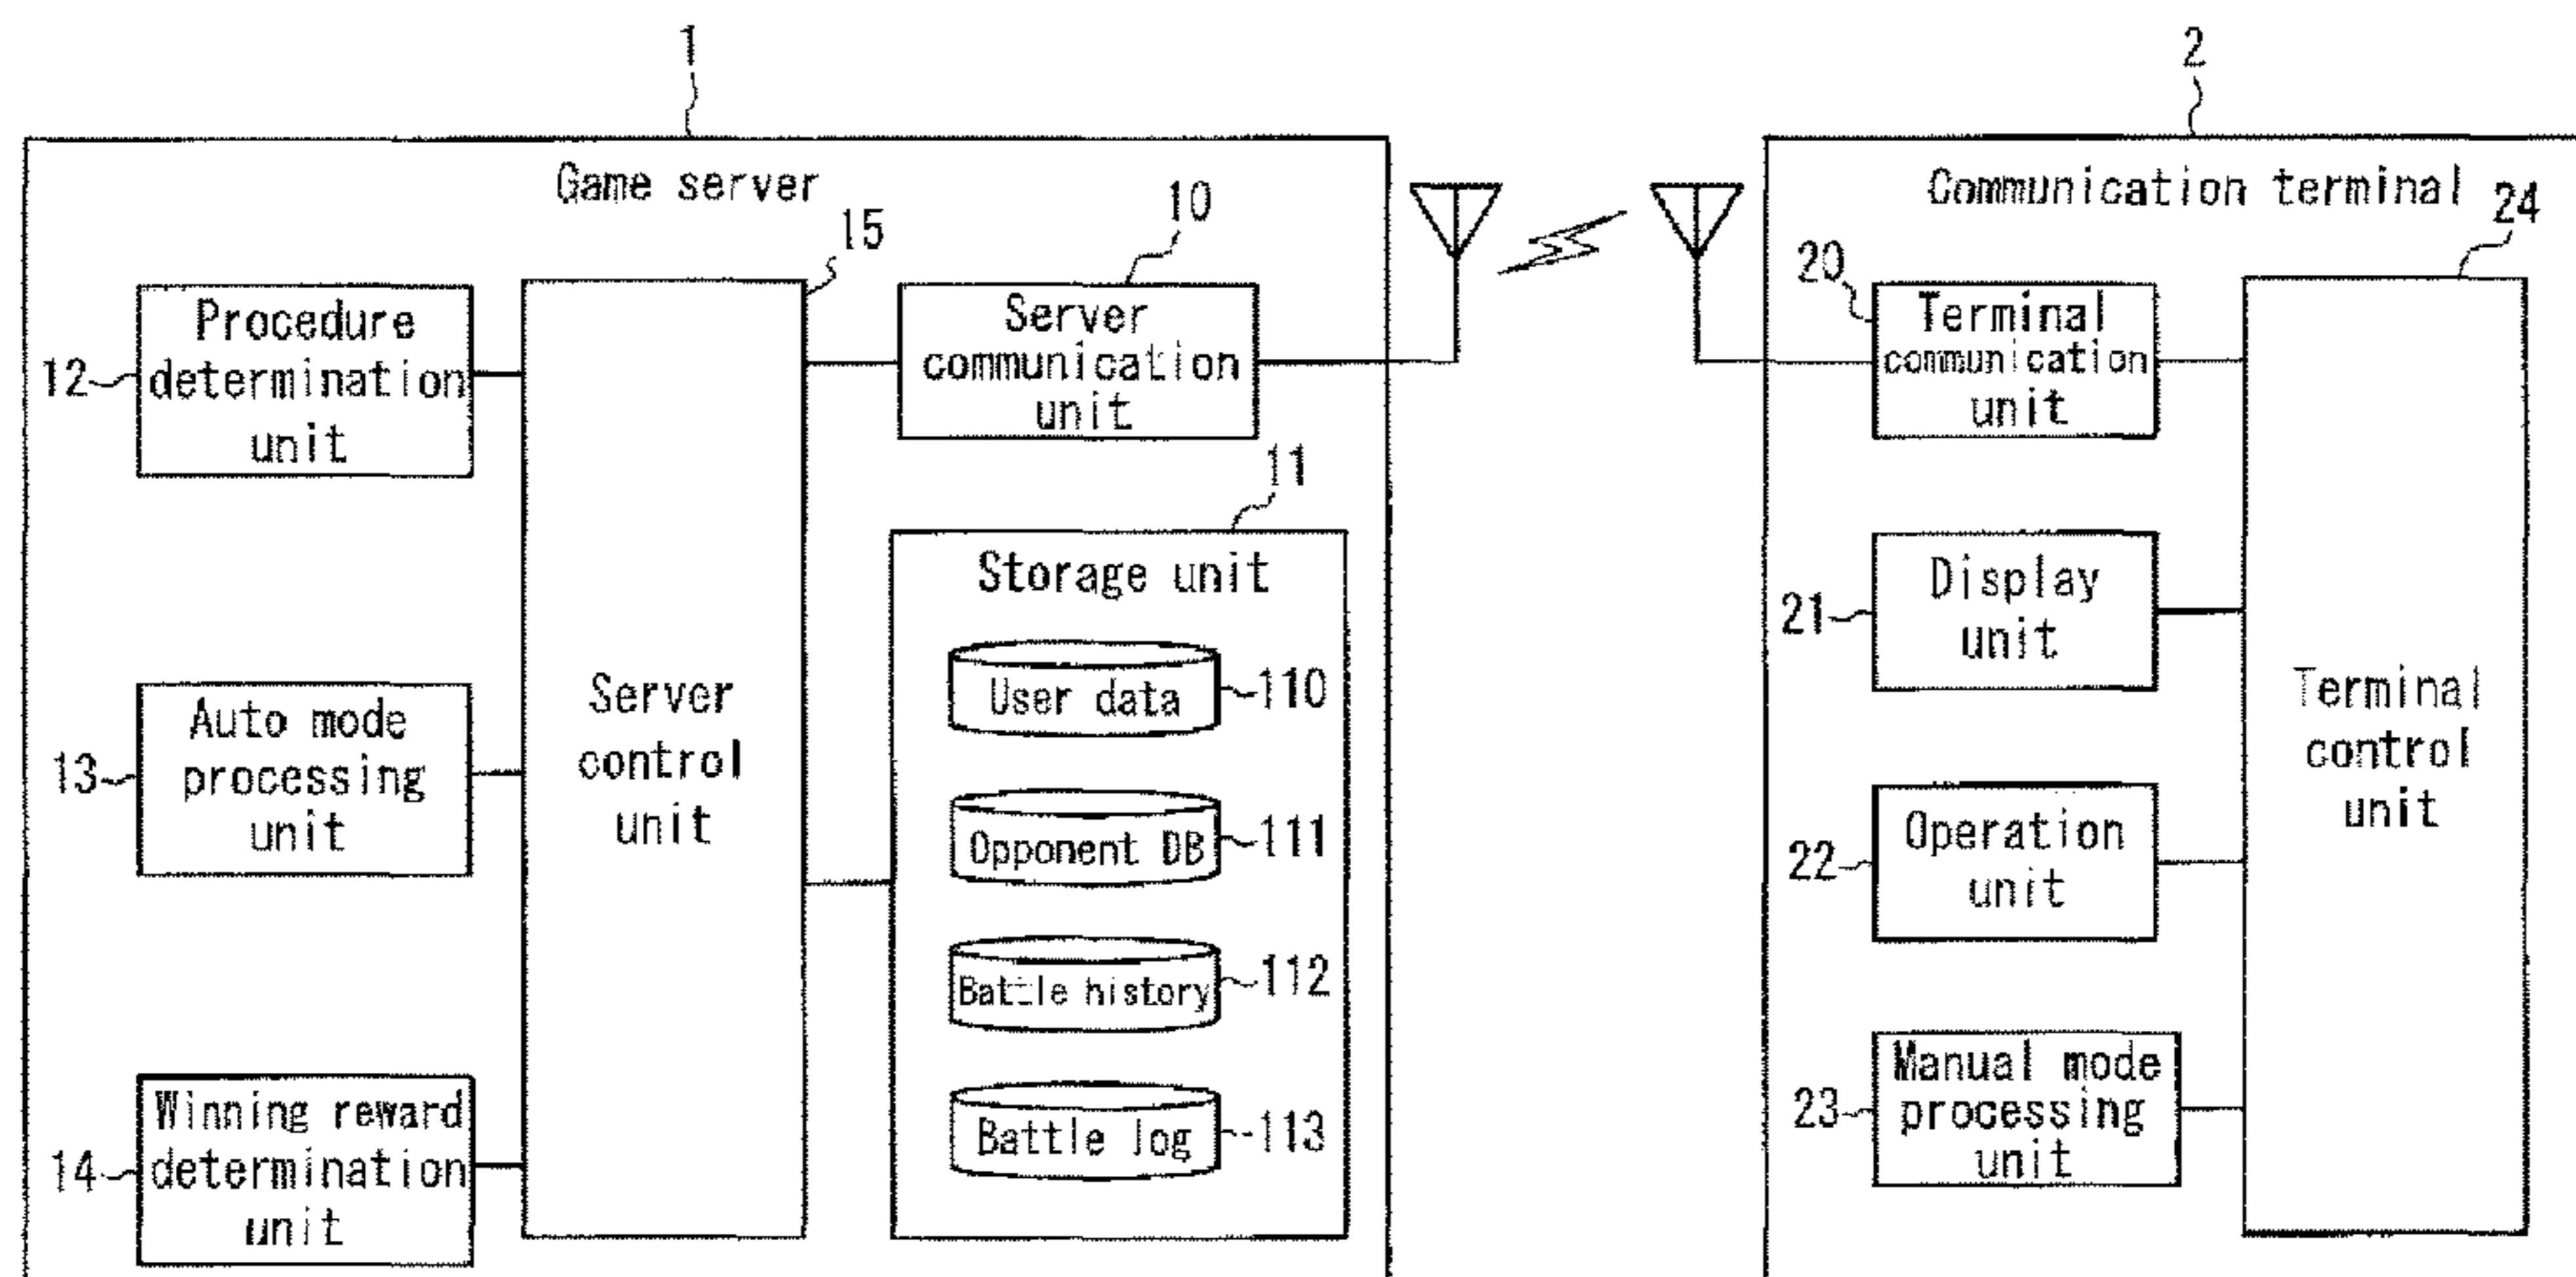 1
Game server
12
Procedure
determination
unit
13
Auto mode
processing
unit
14
Winning reward
determination
unit
15
Server
control
unit
10
Server
communication
unit
11
Storage unit
User data
110
Opponent DB
111
Battle history
112
Battle log
113
2
Communication terminal
20
Terminal
communication
unit
21
Display
unit
22
Operation
unit
23
Manual mode
processing
unit
24
Terminal
control
unit